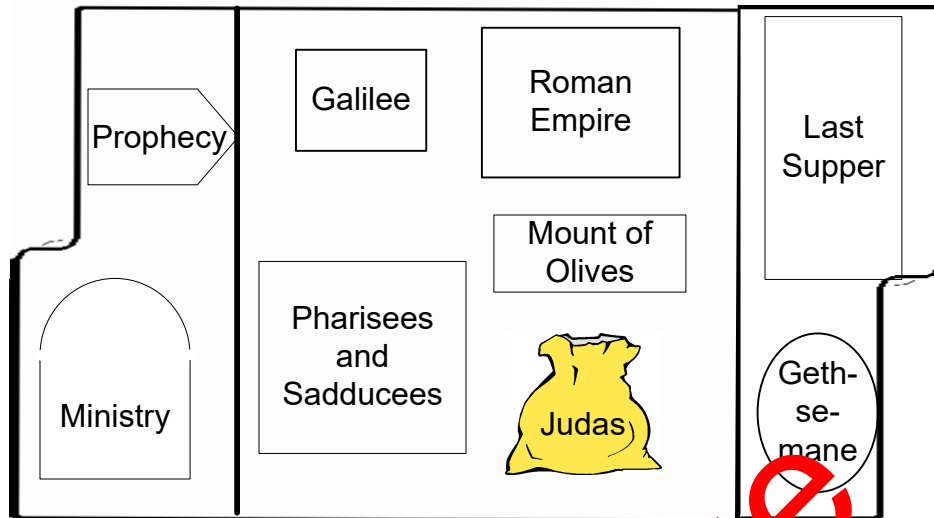 Prophecy
Ministry
Galilee
Pharisees
and
Sadducees
Roman
Empire
Mount of
Olives
Judas
Last
Supper
Geth-
se-
mane